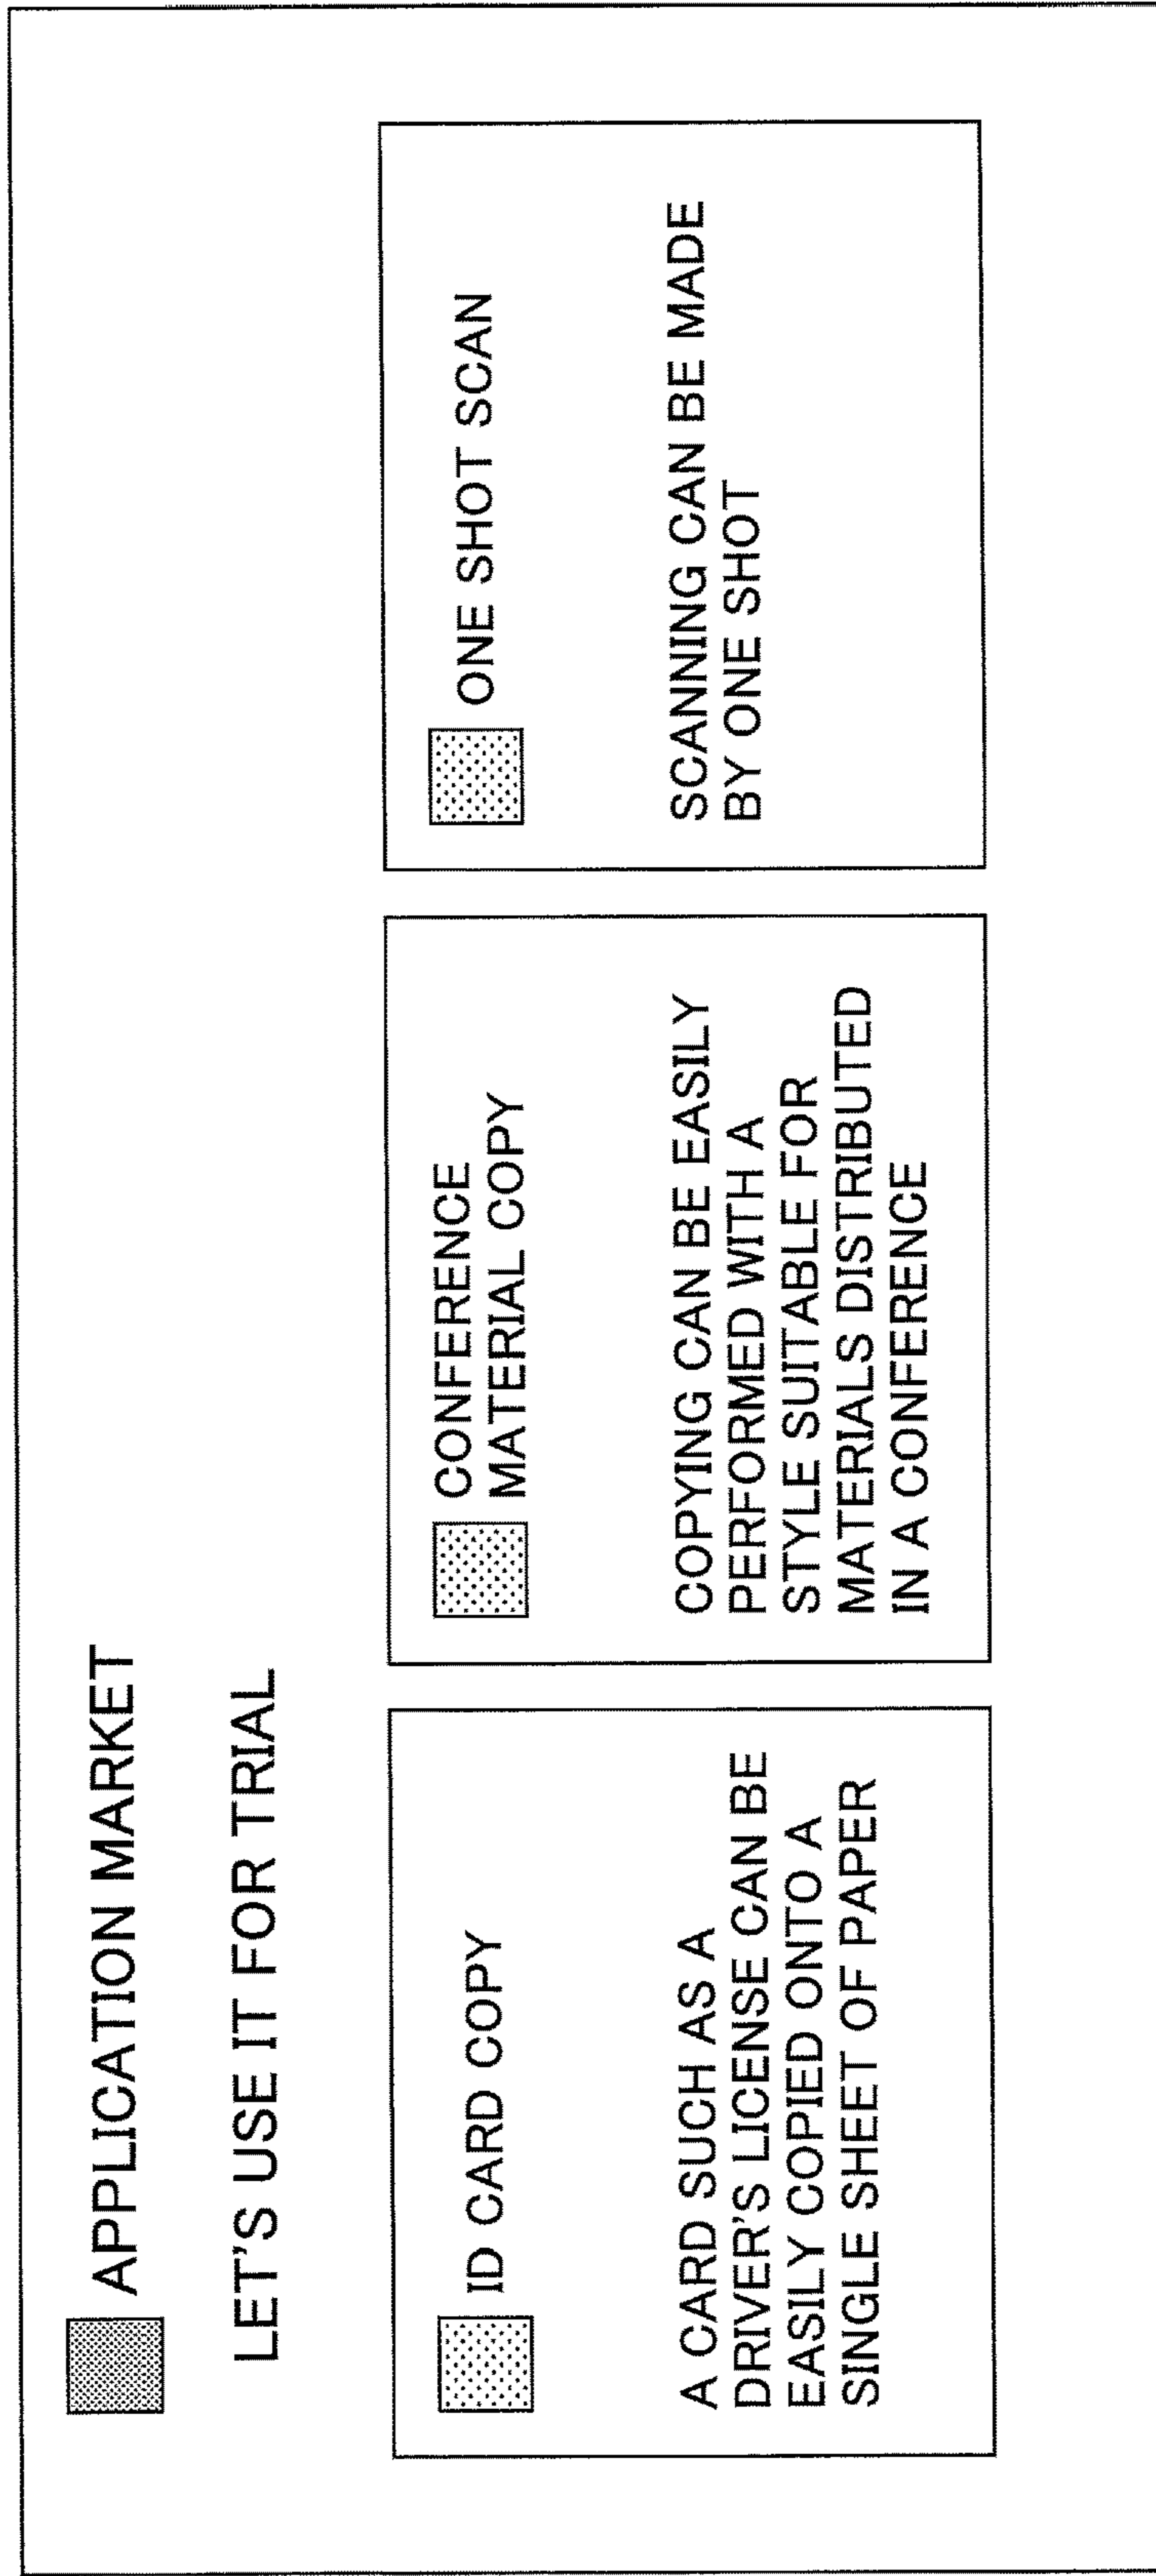 APPLICATION MARKET
LET'S USE IT FOR TRIAL
ID CARD COPY
A CARD SUCH AS A
DRIVER'S LICENSE CAN BE
EASILY COPIED ONTO A
SINGLE SHEET OF PAPER
CONFERENCE
MATERIAL COPY
COPYING CAN BE EASILY
PERFORMED WITH A
STYLE SUITABLE FOR
MATERIALS DISTRIBUTED
IN A CONFERENCE
ONE SHOT SCAN
SCANNING CAN BE MADE
BY ONE SHOT